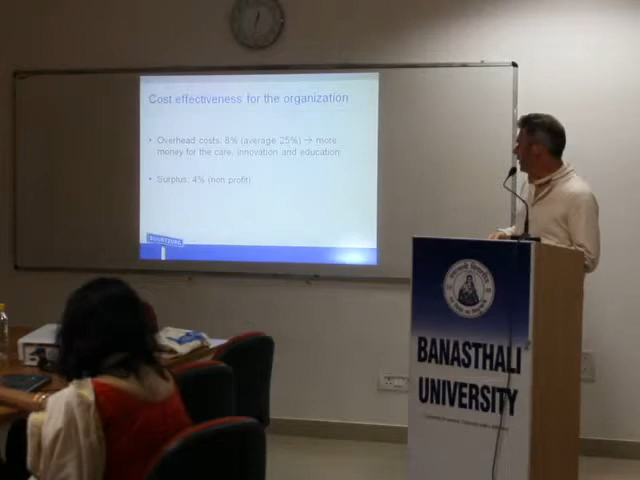 Cost effectiveness for the organization
• Overhead costs: 8% (average 25%) → more
money for the care, innovation and education
• Surplus: 4% (non profit)
BUURTZORG
BANASTHALI
UNIVERSITY